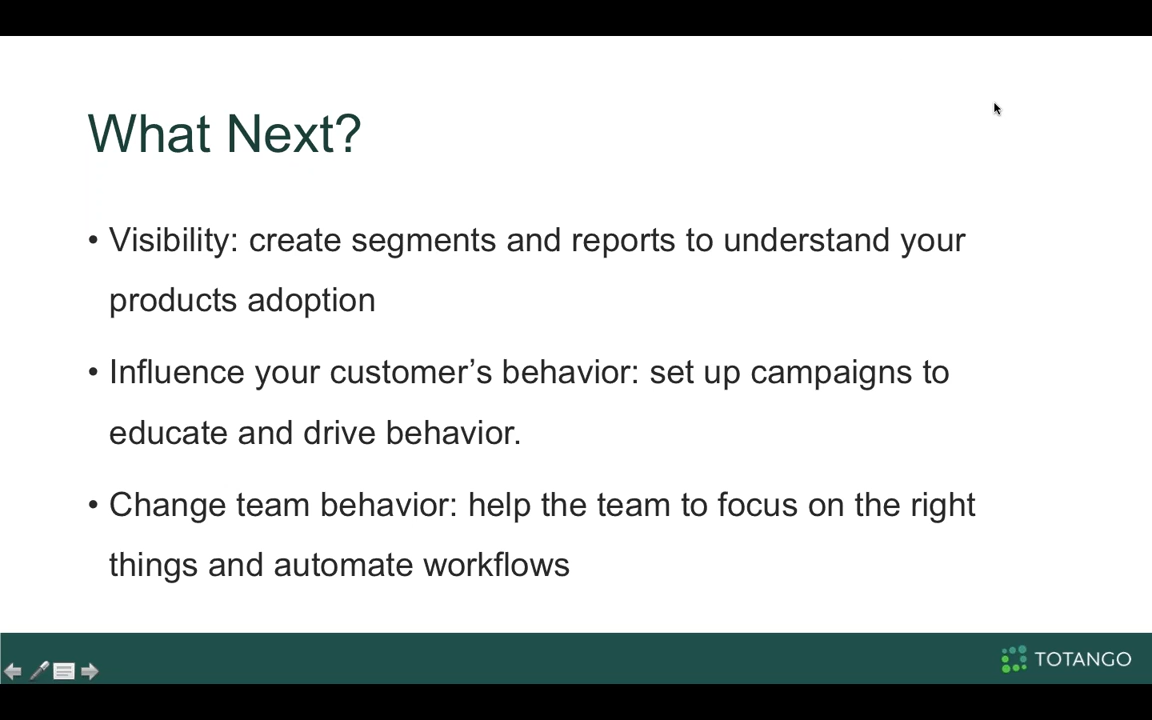 What Next?
• Visibility: create segments and reports to understand your
products adoption
• Influence your customer’s behavior: set up campaigns to
educate and drive behavior.
• Change team behavior: help the team to focus on the right
things and automate workflows
TOTANGO